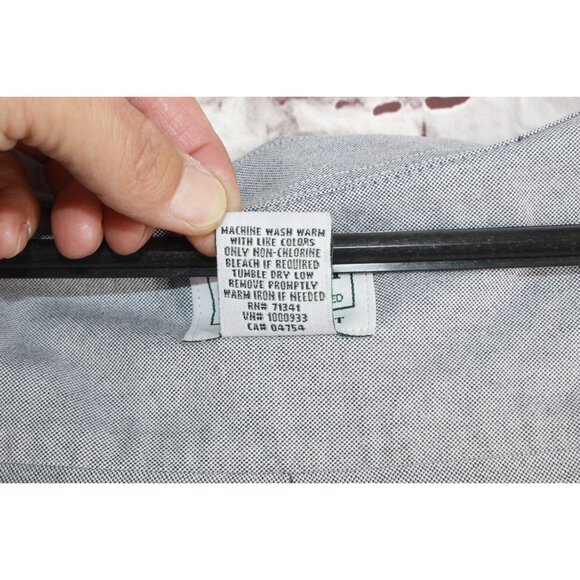 MACHINE WASH WARM
WITH LIKE COLORS
ONLY NON-CHLORINE
BLEACH IF REQUIRED
TUMBLE DRY LOW
REMOVE PROMPTLY
WARM IRON IF NEEDED
RN# 71341
VN# 1000933
CA# 04754